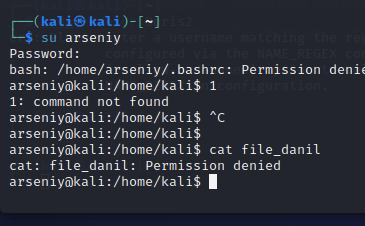 ┌──(kali㉿kali)-[~]
└─$ su arseniy
Password:
bash: /home/arseniy/.bashrc: Permission denie
arseniy@kali:/home/kali$ 1
1: command not found
arseniy@kali:/home/kali$ ^C
arseniy@kali:/home/kali$
arseniy@kali:/home/kali$ cat file_danil
cat: file_danil: Permission denied
arseniy@kali:/home/kali$